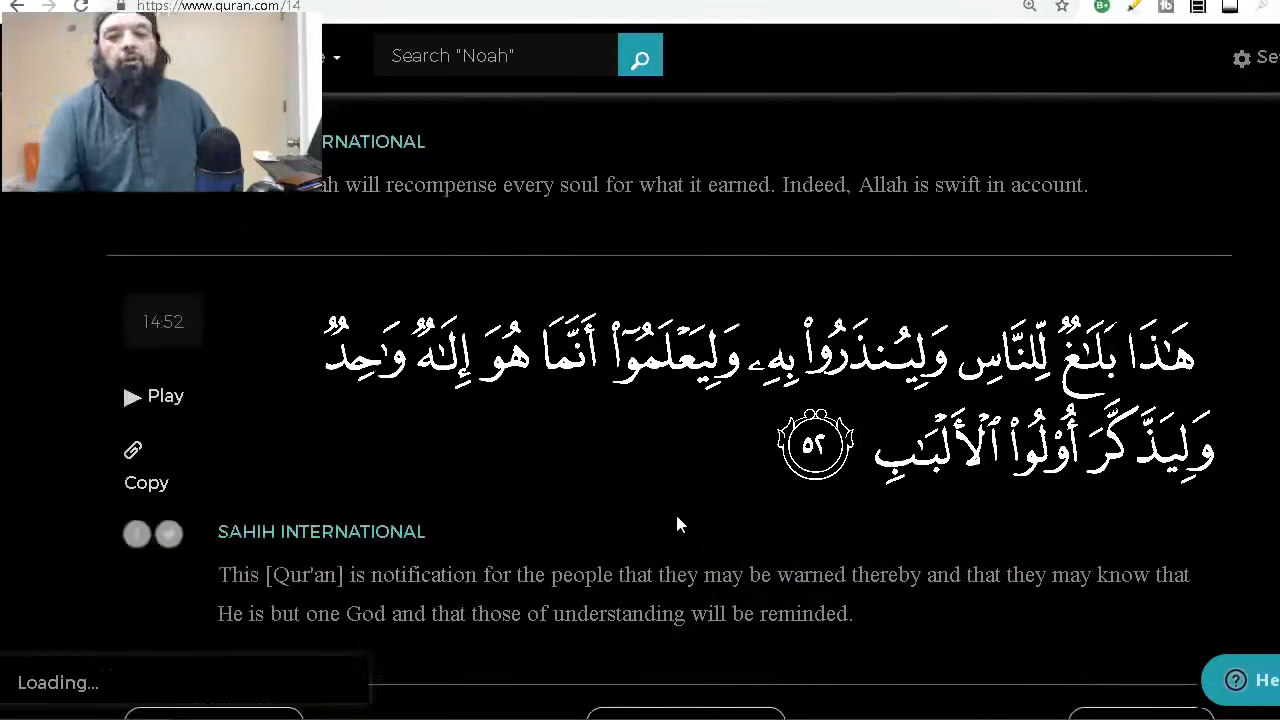 https://www.quran.com/14
e
Search "Noah"
RNATIONAL
ah will recompense every soul for what it earned. Indeed, Allah is swift in account.
14:52
هَـٰذَا بَلَـٰغٌ لِّلنَّاسِ وَلِيُنذَرُوا۟ بِهِۦ وَلِيَعْلَمُوٓا۟ أَنَّمَا هُوَ إِلَـٰهٌ وَٰحِدٌ
وَلِيَذَّكَّرَ أُو۟لُوا۟ ٱلْأَلْبَـٰبِ ٥٢
Play
Copy
SAHIH INTERNATIONAL
This [Qur'an] is notification for the people that they may be warned thereby and that they may know that
He is but one God and that those of understanding will be reminded.
Loading...